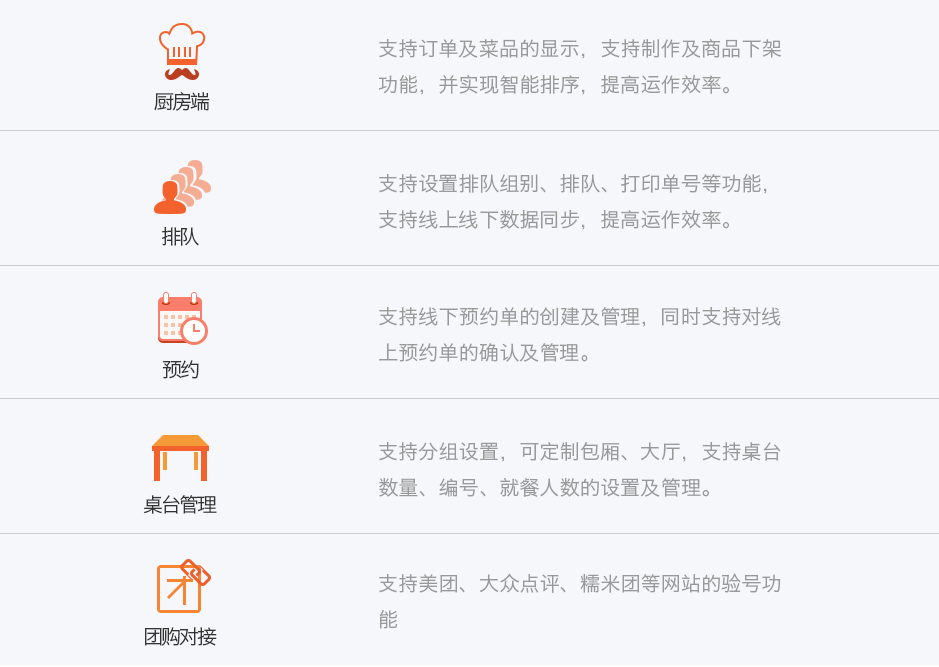 支持订单及菜品的显示，支持制作及商品下架
功能，并实现智能排序，提高运作效率。
厨房端
支持设置排队组别、排队、打印单号等功能，
支持线上线下数据同步，提高运作效率。
排队
支持线下预约单的创建及管理，同时支持对线
上预约单的确认及管理。
预约
支持分组设置，可定制包厢、大厅，支持桌台
数量、编号、就餐人数的设置及管理。
桌台管理
支持美团、大众点评、糯米团等网站的验号功
能
团购对接